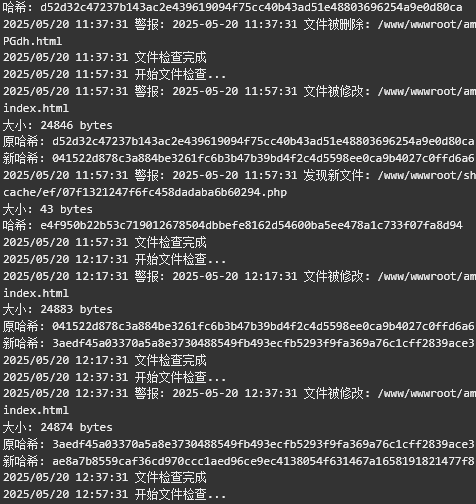 哈希: d52d32c47237b143ac2e439619094f75cc40b43ad51e48803696254a9e0d80ca
2025/05/20 11:37:31 警报: 2025-05-20 11:37:31 文件被删除: /www/wwwroot/am
PGdh.html
2025/05/20 11:37:31 文件检查完成
2025/05/20 11:57:31 开始文件检查...
2025/05/20 11:57:31 警报: 2025-05-20 11:57:31 文件被修改: /www/wwwroot/am
index.html
大小: 24846 bytes
原哈希: d52d32c47237b143ac2e439619094f75cc40b43ad51e48803696254a9e0d80ca
新哈希: 041522d878c3a884be3261fc6b3b47b39bd4f2c4d5598ee0ca9b4027c0ffd6a6
2025/05/20 11:57:31 警报: 2025-05-20 11:57:31 发现新文件: /www/wwwroot/sh
cache/ef/07f1321247f6fc458dadaba6b60294.php
大小: 43 bytes
哈希: e4f950b22b53c719012678504dbbefe8162d54600ba5ee478a1c733f07fa8d94
2025/05/20 11:57:31 文件检查完成
2025/05/20 12:17:31 开始文件检查...
2025/05/20 12:17:31 警报: 2025-05-20 12:17:31 文件被修改: /www/wwwroot/am
index.html
大小: 24883 bytes
原哈希: 041522d878c3a884be3261fc6b3b47b39bd4f2c4d5598ee0ca9b4027c0ffd6a6
新哈希: 3aedf45a03370a5a8e3730488549fb493ecfb5293f9fa369a76c1cff2839ace3
2025/05/20 12:17:31 文件检查完成
2025/05/20 12:37:31 开始文件检查...
2025/05/20 12:37:31 警报: 2025-05-20 12:37:31 文件被修改: /www/wwwroot/am
index.html
大小: 24874 bytes
原哈希: 3aedf45a03370a5a8e3730488549fb493ecfb5293f9fa369a76c1cff2839ace3
新哈希: ae8a7b8559caf36cd970ccc1aed96ce9ec4138054f631467a1658191821477f8
2025/05/20 12:37:31 文件检查完成
2025/05/20 12:57:31 开始文件检查...